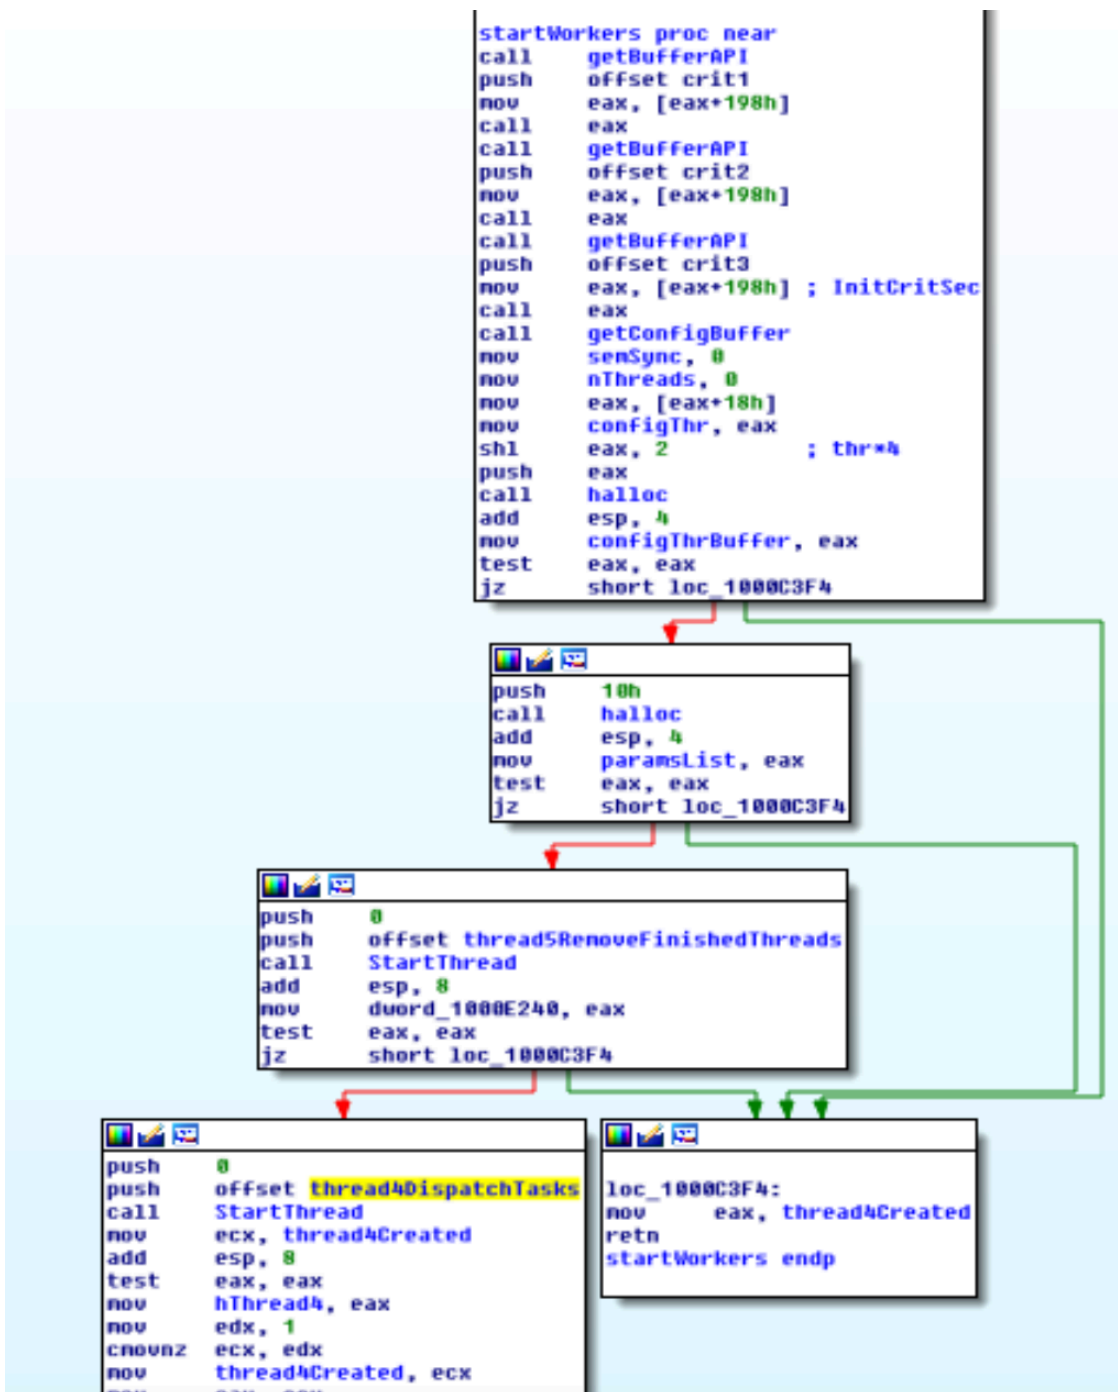 startWorkers proc near
call getBufferAPI
push offset crit1
mov eax, [eax+198h]
call eax
call getBufferAPI
push offset crit2
mov eax, [eax+198h]
call eax
call getBufferAPI
push offset crit3
mov eax, [eax+198h] ; InitCritSec
call eax
call getConfigBuffer
mov semSync, 0
mov nThreads, 0
mov eax, [eax+18h]
mov configThr, eax
shl eax, 2 ; thr*4
push eax
call halloc
add esp, 4
mov configThrBuffer, eax
test eax, eax
jz short loc_1000C3F4
push 10h
call halloc
add esp, 4
mov paramsList, eax
test eax, eax
jz short loc_1000C3F4
push 0
push offset thread5RemoveFinishedThreads
call StartThread
add esp, 8
mov dword_1000E240, eax
test eax, eax
jz short loc_1000C3F4
push 0
push offset thread4DispatchTasks
call StartThread
mov ecx, thread4Created
add esp, 8
test eax, eax
mov hThread4, eax
mov edx, 1
cmovnz ecx, edx
mov thread4Created, ecx
loc_1000C3F4:
mov eax, thread4Created
retn
startWorkers endp